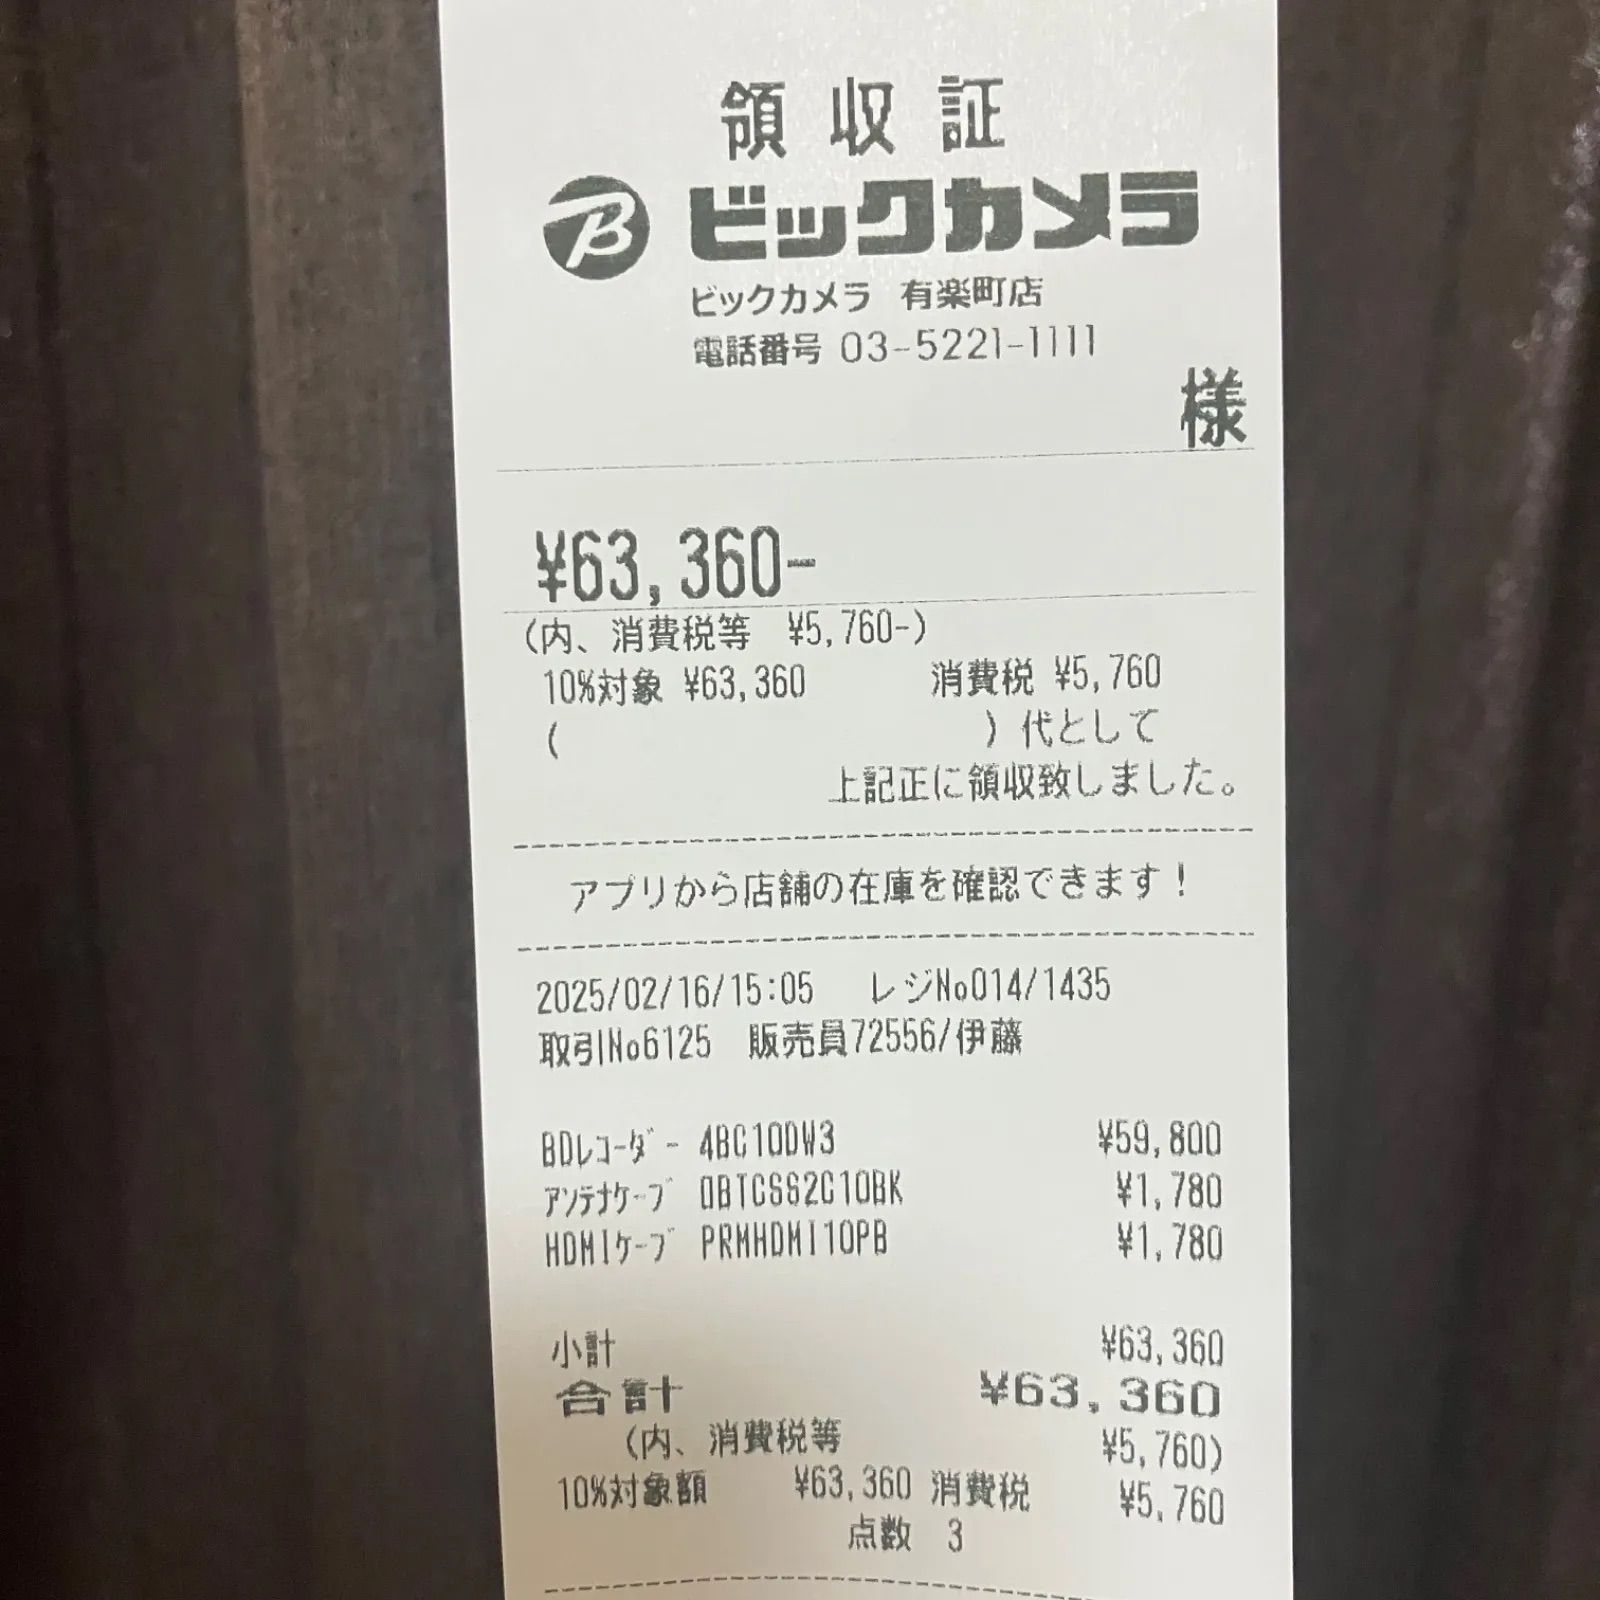 領収証
B ビックカメラ
ビックカメラ 有楽町店
電話番号 03-5221-1111
様
¥63,360-
(内、消費税等 ¥5,760-)
10%対象 ¥63,360 消費税 ¥5,760
( ) 代として
上記正に領収致しました。
アプリから店舗の在庫を確認できます!
2025/02/16/15:05 レジNo014/1435
取引No6125 販売員72556/伊藤
BDレコーダー 4BC10DW3 ¥59,800
アンテナケーブ OBTCSS2C10BK ¥1,780
HDMIケーブ PRMHDMI10PB ¥1,780
小計 ¥63,360
合計 ¥63,360
(内、消費税等 ¥5,760)
10%対象額 ¥63,360 消費税 ¥5,760
点数 3